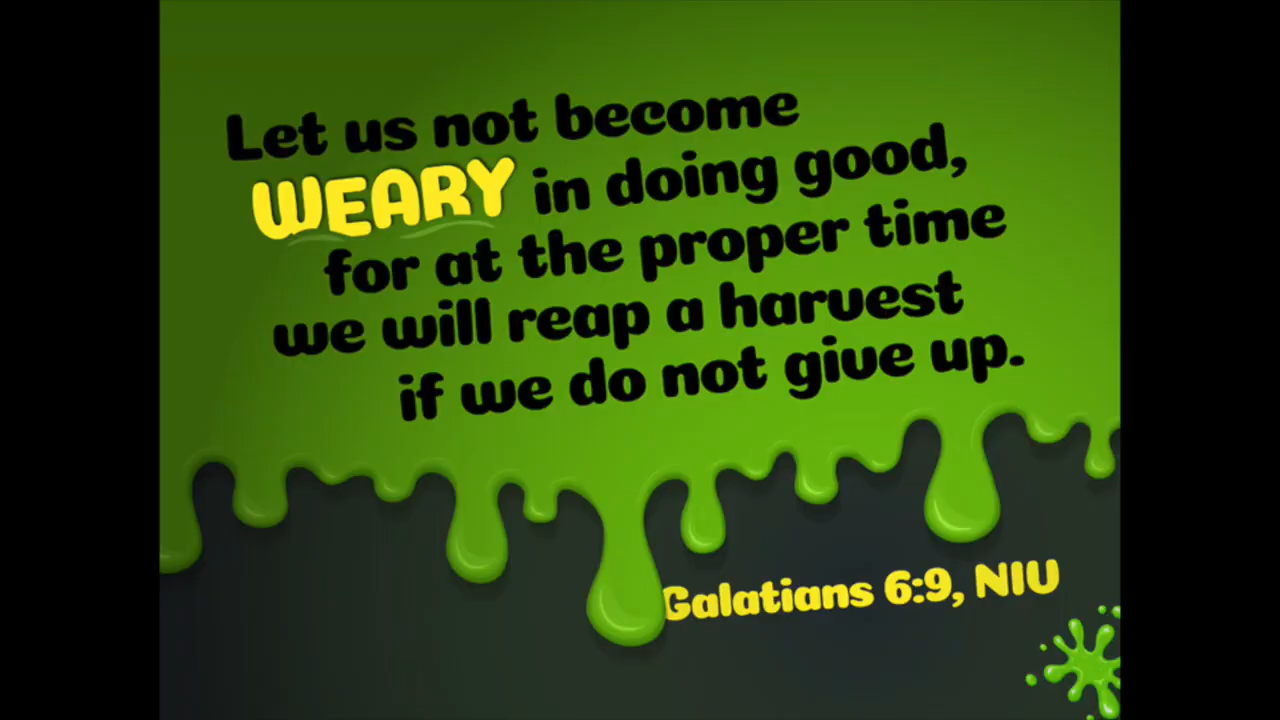 Let us not become
WEARY in doing good,
for at the proper time
we will reap a harvest
if we do not give up.
Galatians 6:9, NIV